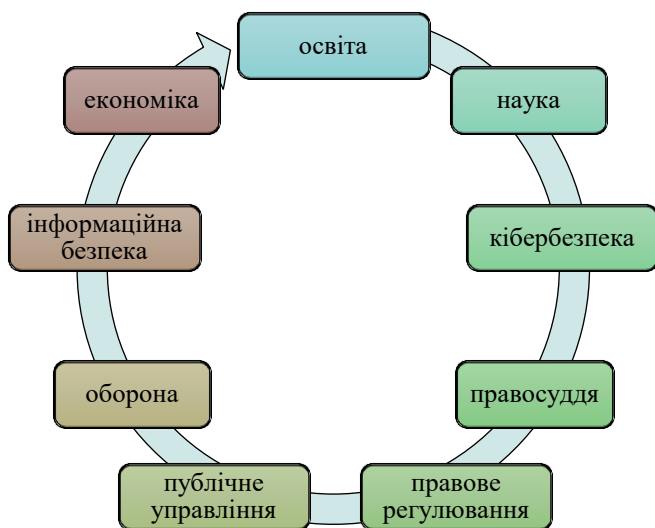 освіта
наука
кібербезпека
правосуддя
правове
регулювання
публічне
управління
оборона
інформаційна
безпека
економіка